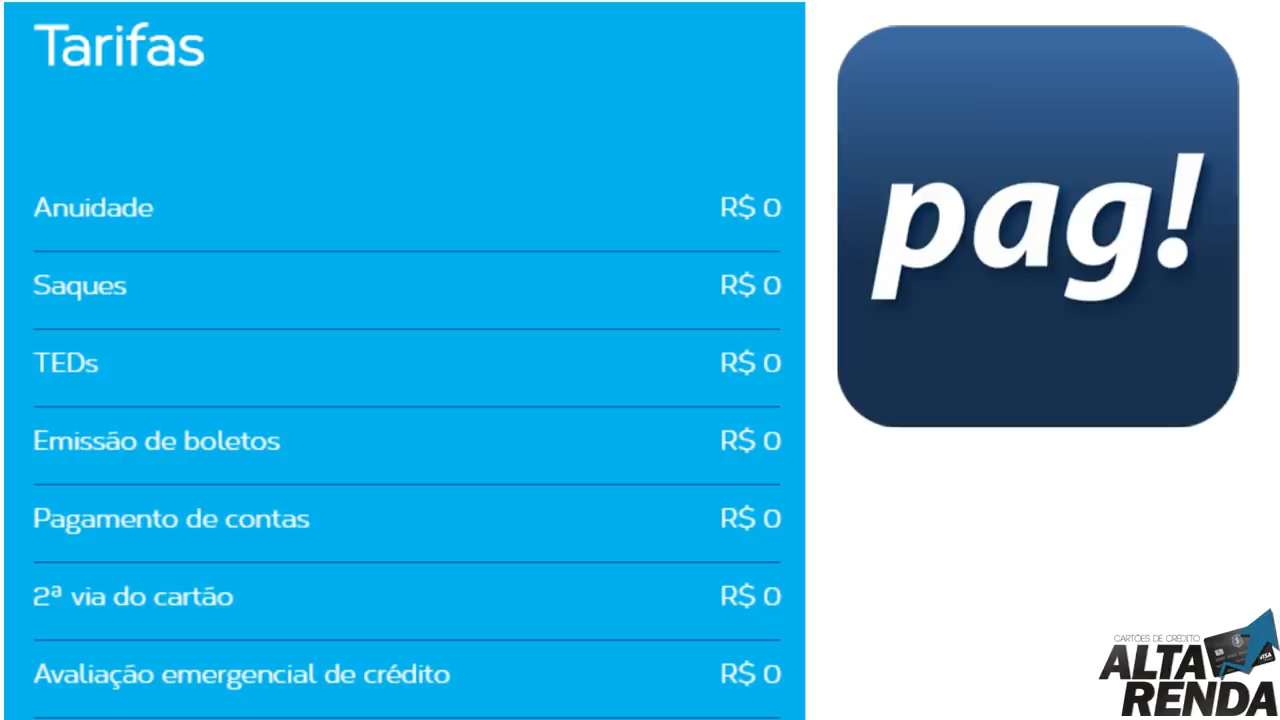 Tarifas
Anuidade R$ 0
Saques R$ 0
TEDs R$ 0
Emissão de boletos R$ 0
Pagamento de contas R$ 0
2ª via do cartão R$ 0
Avaliação emergencial de crédito R$ 0
pag!
CARTÕES DE CRÉDITO
ALTA
RENDA
VISA